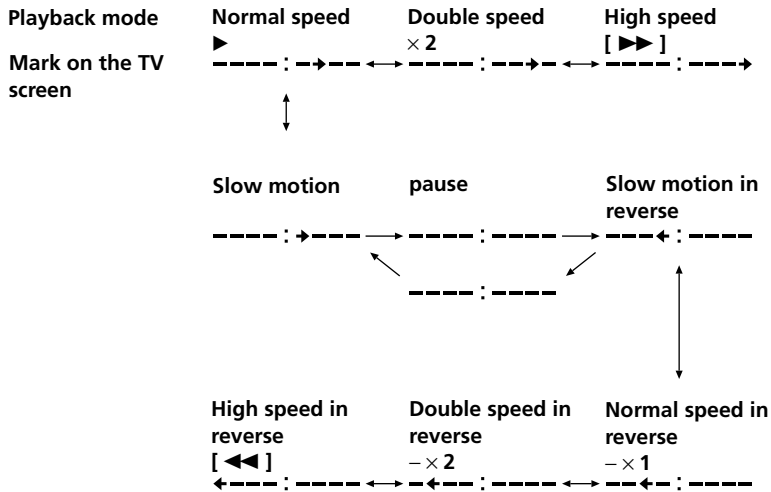 Playback mode
Normal speed
Double speed
High speed
▶
× 2
[ ▶▶ ]
Mark on the TV
screen
Slow motion
pause
Slow motion in
reverse
High speed in
reverse
[ ◀◀ ]
Double speed in
reverse
– × 2
Normal speed in
reverse
– × 1